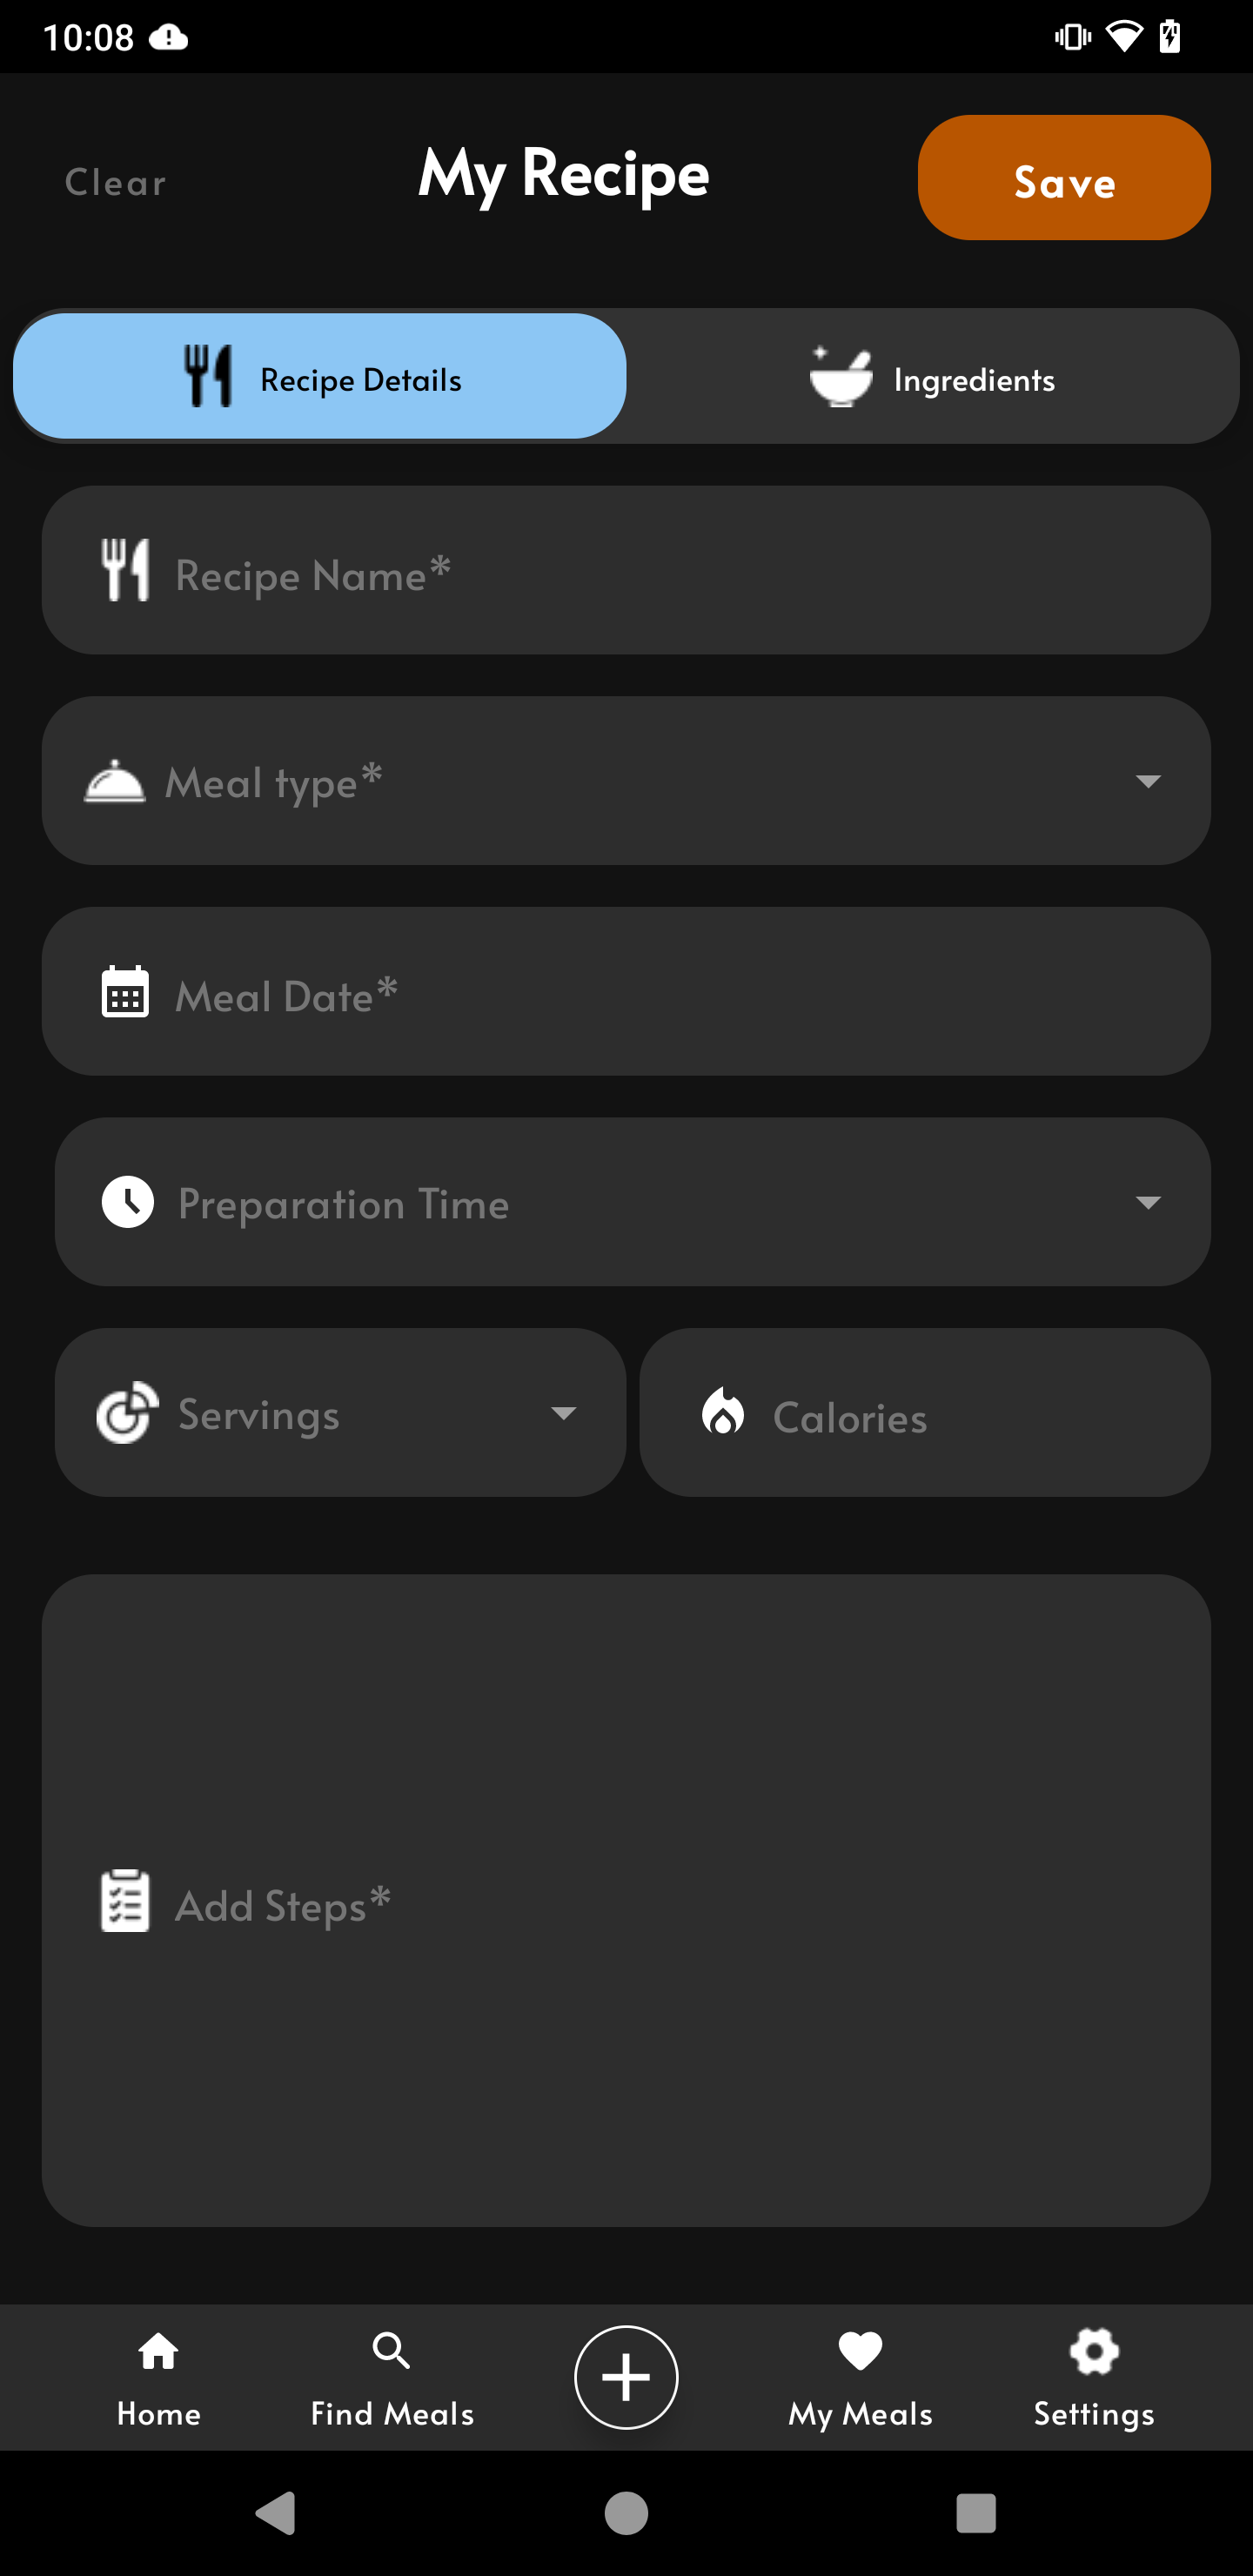 10:08
Clear
My Recipe
Save
Recipe Details
Ingredients
Recipe Name*
Meal type*
Meal Date*
Preparation Time
Servings
Calories
Add Steps*
Home
Find Meals
My Meals
Settings